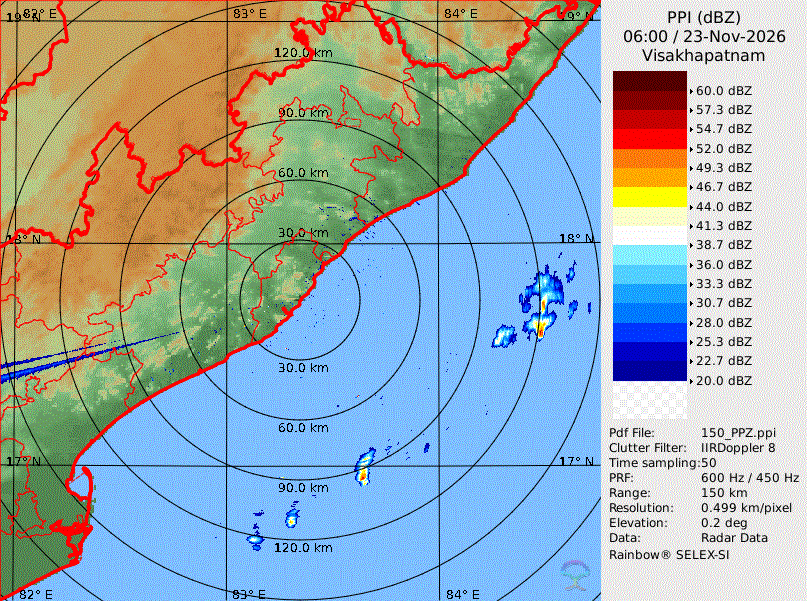 82° E
83° E
84° E
19° N
19° N
120.0 km
90.0 km
60.0 km
30.0 km
18° N
18° N
30.0 km
60.0 km
17° N
17° N
90.0 km
120.0 km
82° E
83° E
84° E
PPI (dBZ)
06:00 / 23-Nov-2026
Visakhapatnam
60.0 dBZ
57.3 dBZ
54.7 dBZ
52.0 dBZ
49.3 dBZ
46.7 dBZ
44.0 dBZ
41.3 dBZ
38.7 dBZ
36.0 dBZ
33.3 dBZ
30.7 dBZ
28.0 dBZ
25.3 dBZ
22.7 dBZ
20.0 dBZ
Pdf File: 150_PPZ.ppi
Clutter Filter: IIRDoppler 8
Time sampling:50
PRF: 600 Hz / 450 Hz
Range: 150 km
Resolution: 0.499 km/pixel
Elevation: 0.2 deg
Data: Radar Data
Rainbow® SELEX-SI